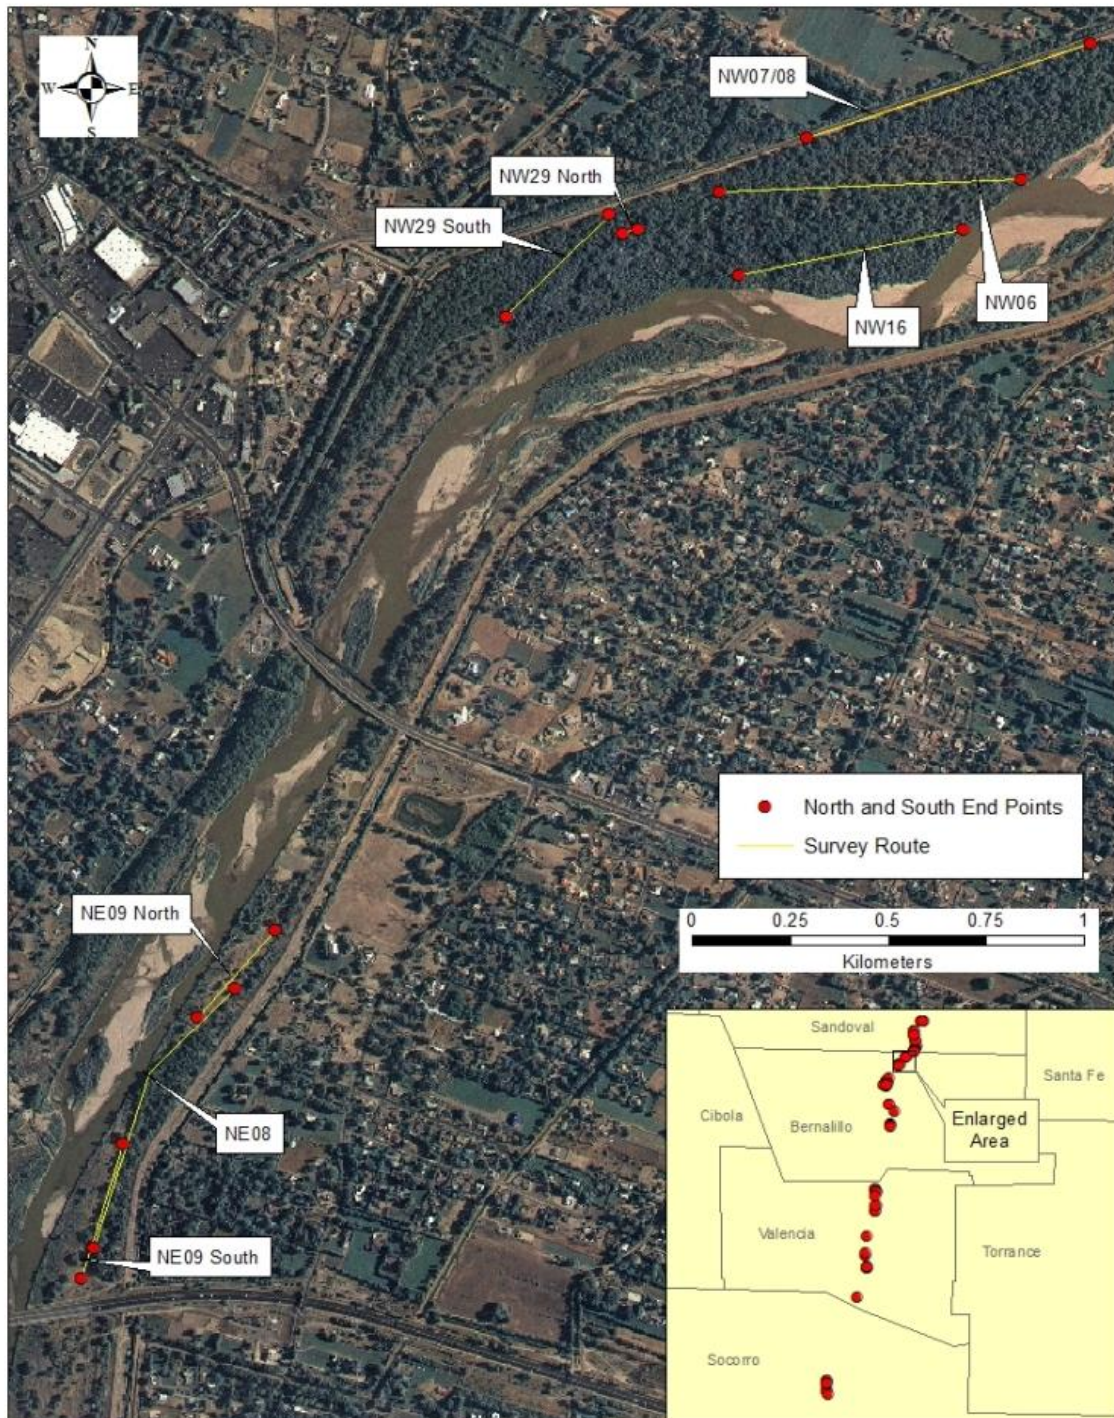 N
W E
S
NW07/08
NW29 North
NW29 South
NW06
NW16
North and South End Points
Survey Route
NE09 North
0 0.25 0.5 0.75 1
Kilometers
NE08
NE09 South
Sandoval
Santa Fe
Cibola
Bernalillo
Enlarged
Area
Valencia
Torrance
Socorro